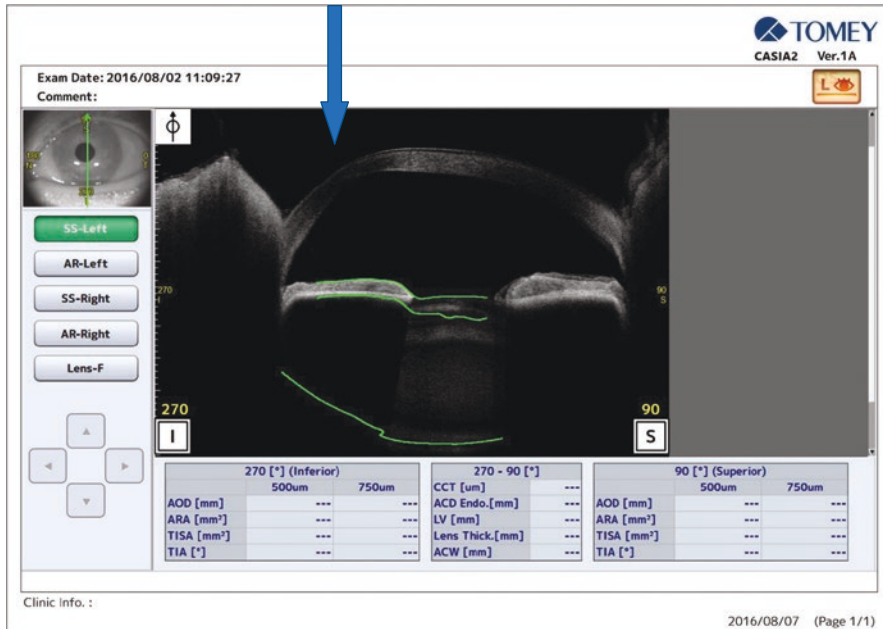 TOMEY
CASIA2 Ver.1A
Exam Date: 2016/08/02 11:09:27
Comment:
L
SS-Left
AR-Left
SS-Right
AR-Right
Lens-F
270
I
90
S
270
90
I
S
270 [°] (Inferior)
500um 750um
AOD [mm] --- ---
ARA [mm²] --- ---
TISA [mm²] --- ---
TIA [°] --- ---
270 - 90 [°]
CCT [um] ---
ACD Endo.[mm] ---
LV [mm] ---
Lens Thick.[mm] ---
ACW [mm] ---
90 [°] (Superior)
500um 750um
AOD [mm] --- ---
ARA [mm²] --- ---
TISA [mm²] --- ---
TIA [°] --- ---
Clinic Info. :
2016/08/07 (Page 1/1)